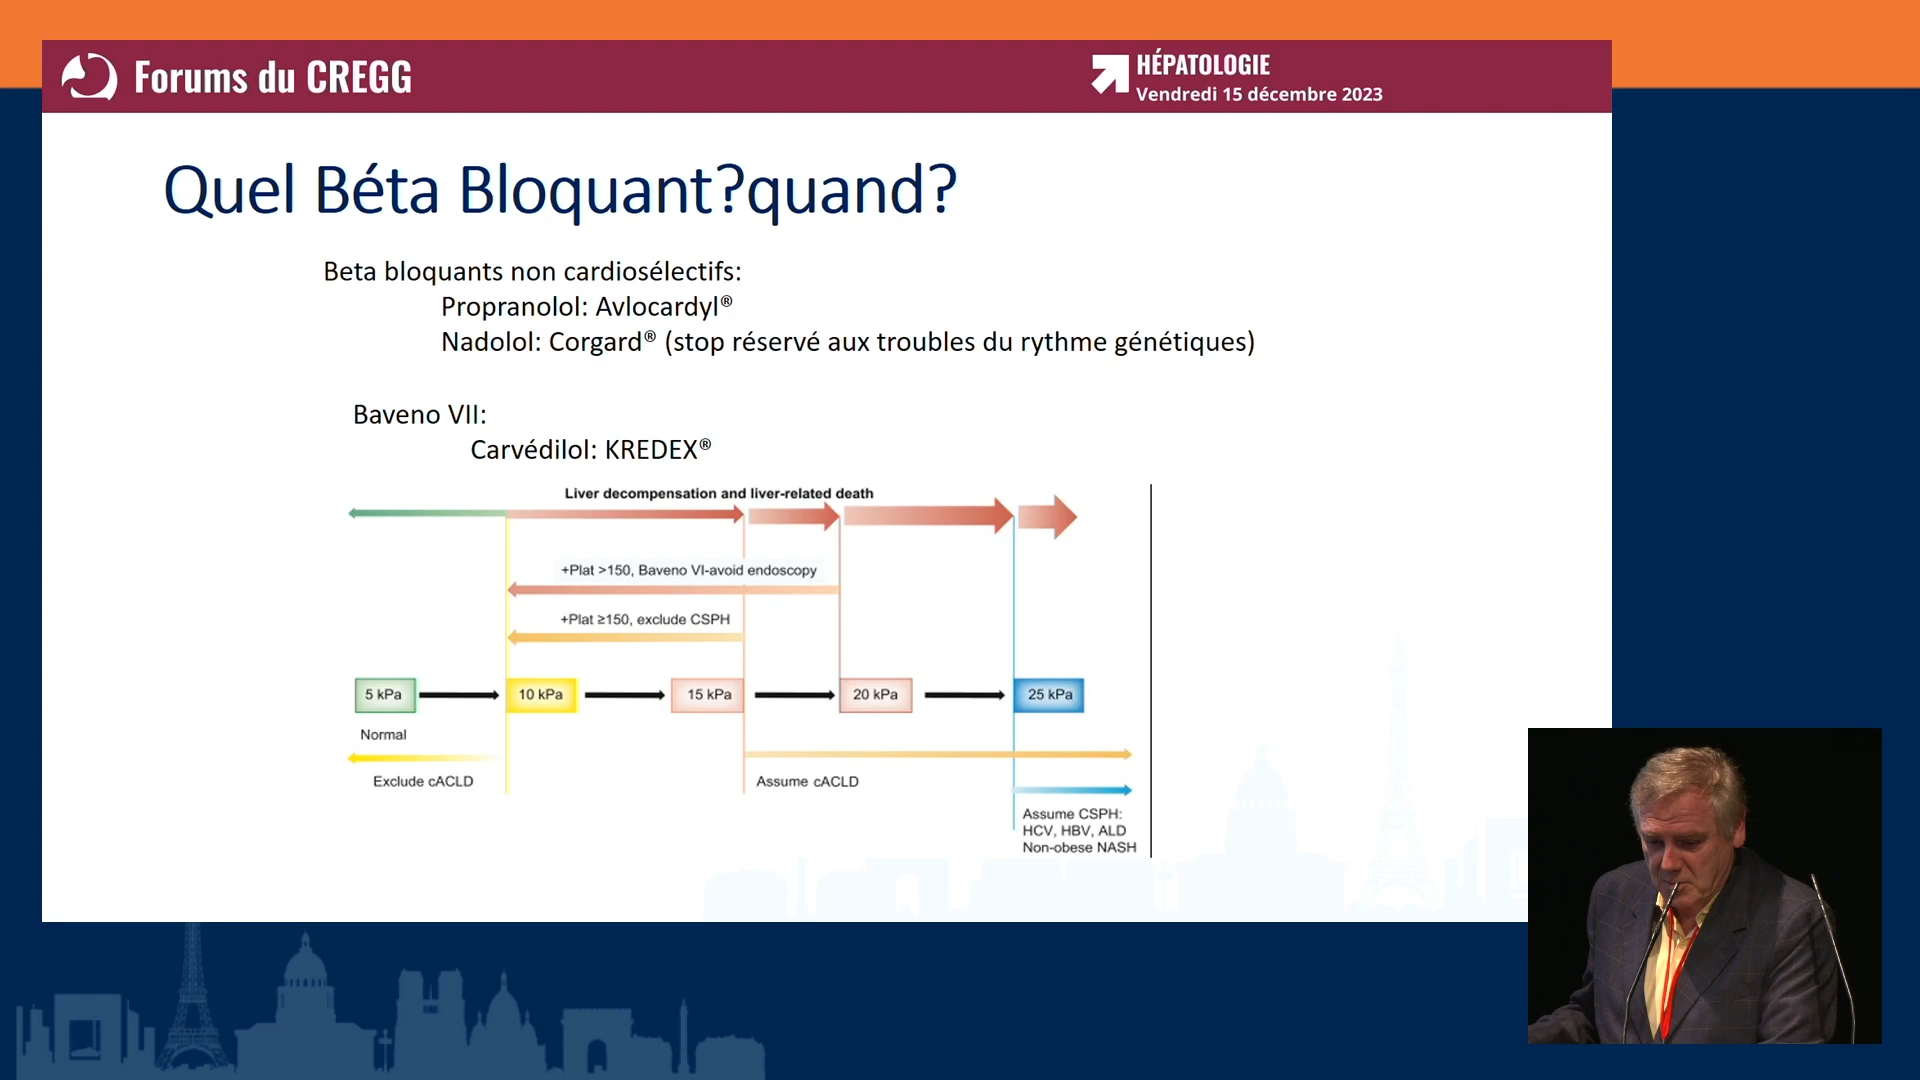 Forums du CREGG
HÉPATOLOGIE
Vendredi 15 décembre 2023
Quel Béta Bloquant?quand?
Beta bloquants non cardiosélectifs:
Propranolol: Avlocardyl®
Nadolol: Corgard® (stop réservé aux troubles du rythme génétiques)
Baveno VII:
Carvédilol: KREDEX®
Liver decompensation and liver-related death
+Plat >150, Baveno VI-avoid endoscopy
+Plat ≥150, exclude CSPH
5 kPa
10 kPa
15 kPa
20 kPa
25 kPa
Normal
Exclude cACLD
Assume cACLD
Assume CSPH:
HCV, HBV, ALD
Non-obese NASH